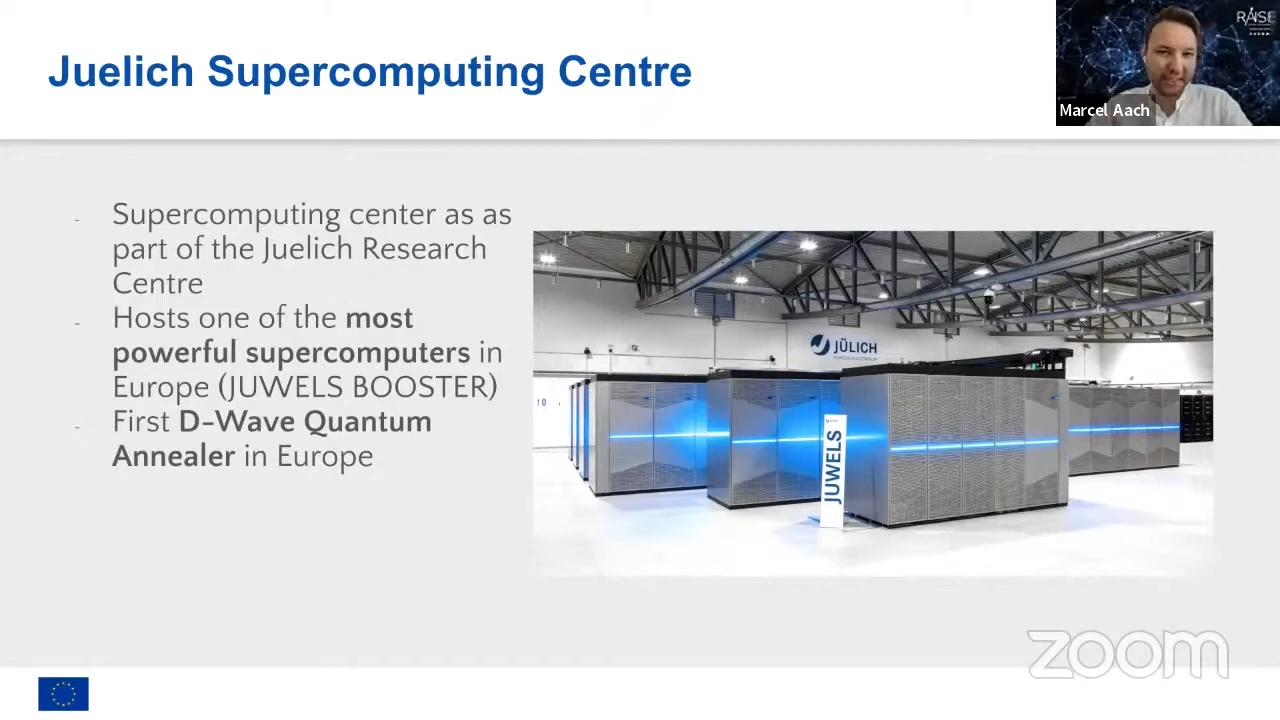 Juelich Supercomputing Centre
RAISE
Marcel Aach
- Supercomputing center as as
part of the Juelich Research
Centre
- Hosts one of the most
powerful supercomputers in
Europe (JUWELS BOOSTER)
- First D-Wave Quantum
Annealer in Europe
JÜLICH
FORSCHUNGSZENTRUM
JUWELS
zoom